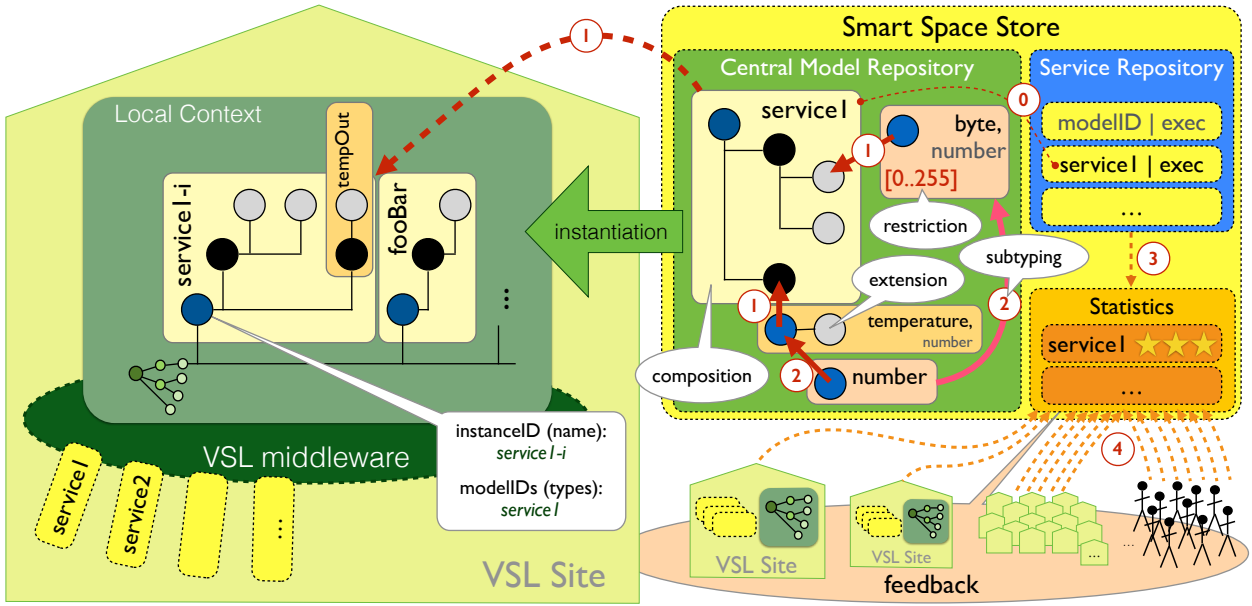 Smart Space Store
Central Model Repository
Service Repository
Local Context
1
0
service1
byte,
number
[0..255]
modelID | exec
service1 | exec
...
tempOut
1
service1-i
fooBar
instantiation
restriction
subtyping
3
extension
...
1
2
Statistics
temperature,
number
service1
composition
2
number
...
instanceID (name):
service1-i
modelIDs (types):
service1
VSL middleware
4
service1
service2
...
VSL Site
VSL Site
VSL Site
...
...
feedback